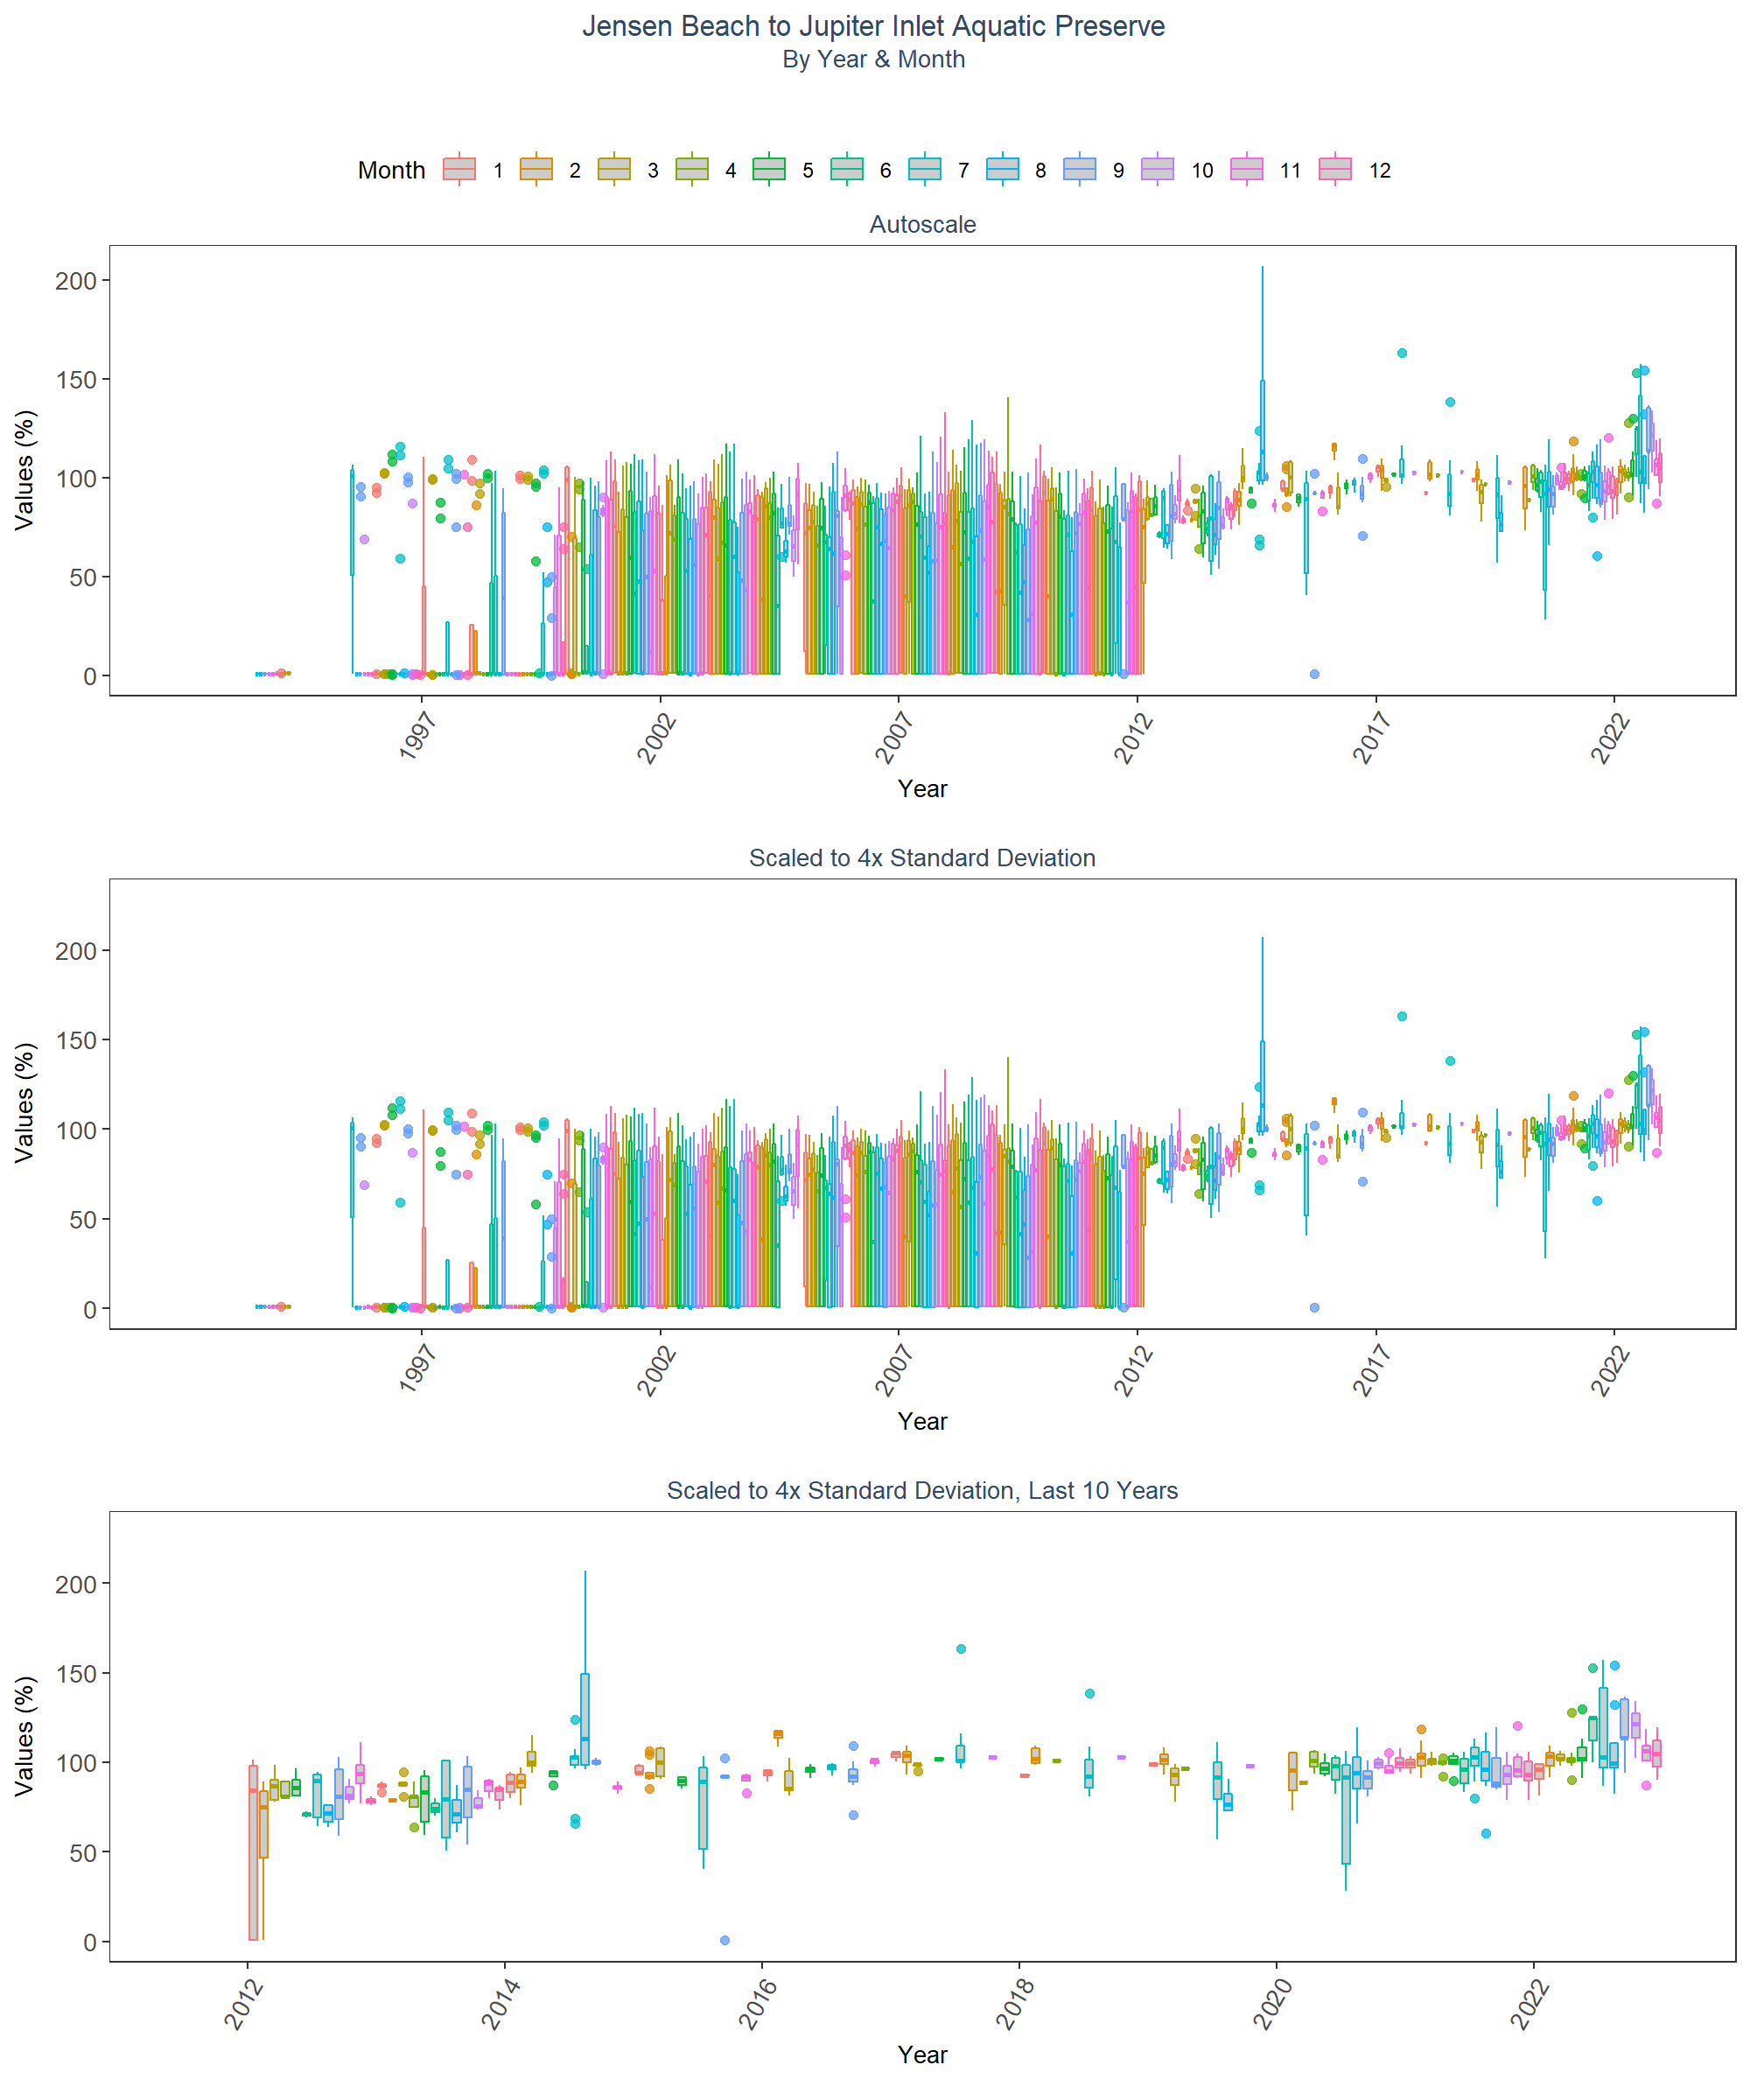 Jensen Beach to Jupiter Inlet Aquatic Preserve
By Year & Month
Month 1 2 3 4 5 6 7 8 9 10 11 12
Autoscale
Values (%)
200
150
100
50
0
1997 2002 2007 2012 2017 2022
Year
Scaled to 4x Standard Deviation
Values (%)
200
150
100
50
0
1997 2002 2007 2012 2017 2022
Year
Scaled to 4x Standard Deviation, Last 10 Years
Values (%)
200
150
100
50
0
2012 2014 2016 2018 2020 2022
Year